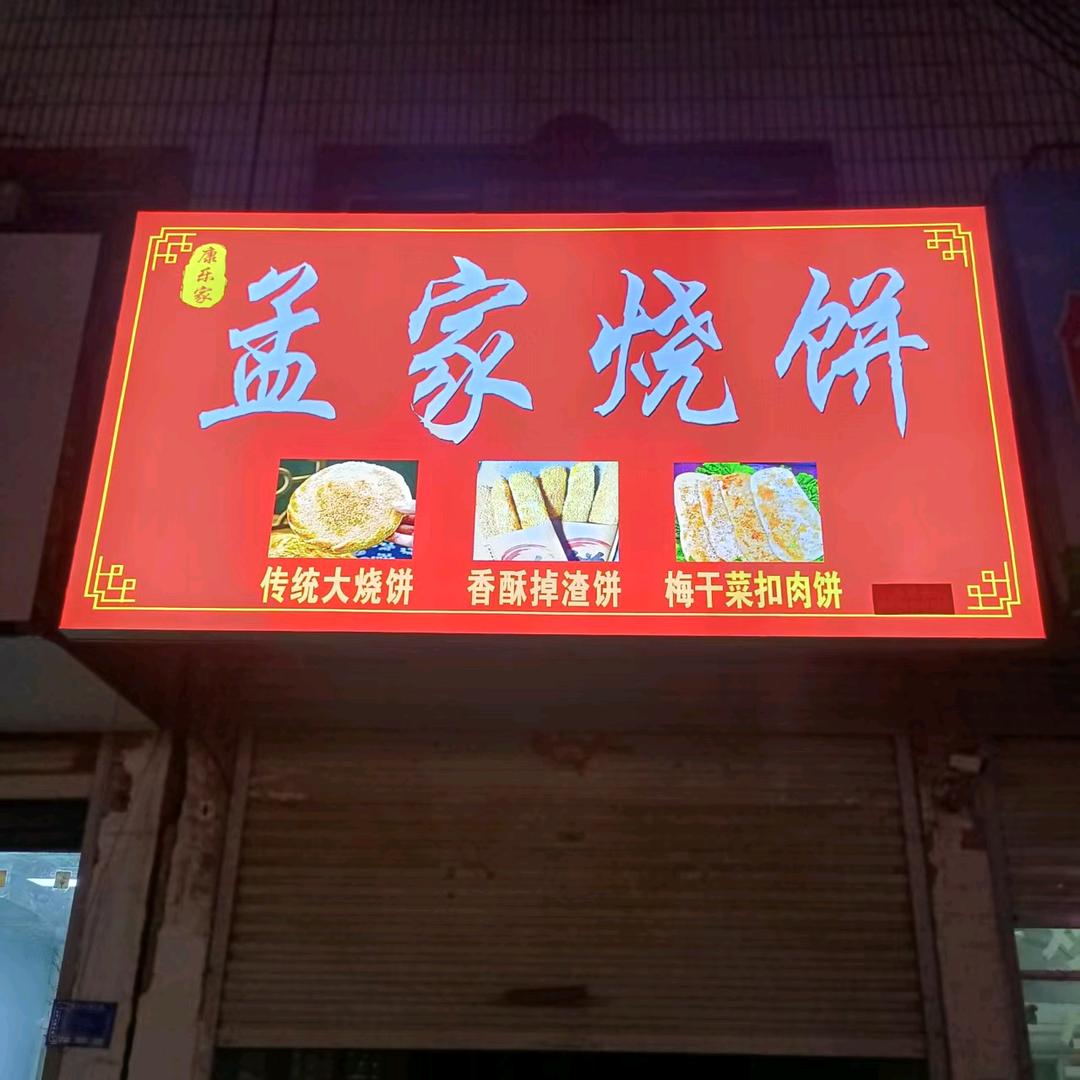 康乐家
孟家烧饼
传统大烧饼
香酥掉渣饼
梅干菜扣肉饼